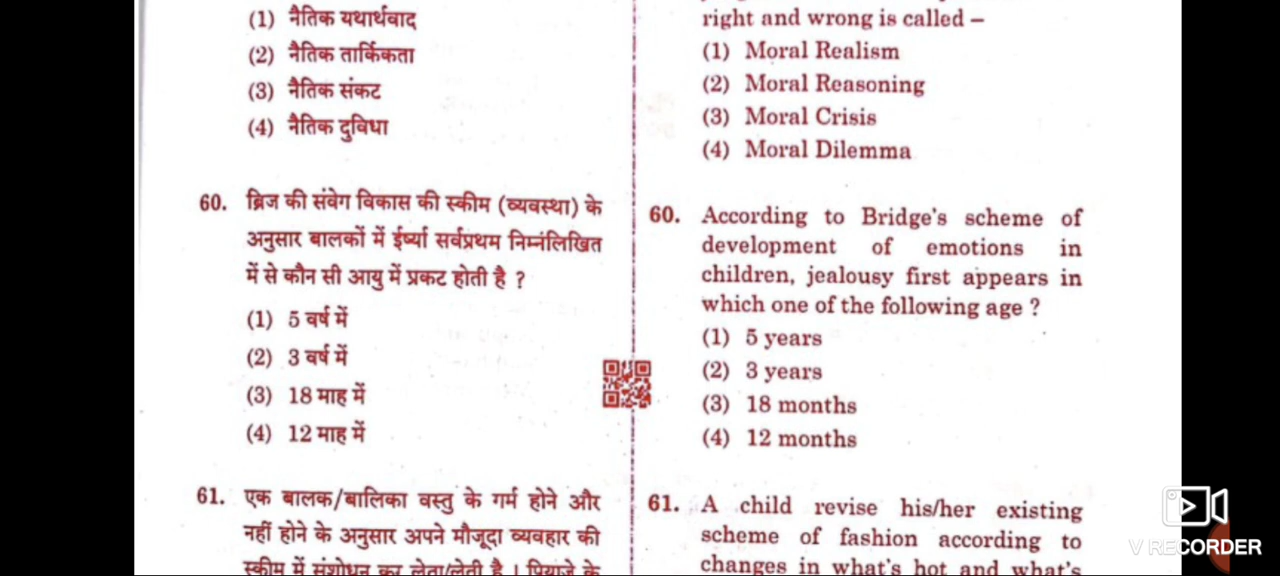 (1) नैतिक यथार्थवाद
(2) नैतिक तार्किकता
(3) नैतिक संकट
(4) नैतिक दुविधा
60. ब्रिज की संवेग विकास की स्कीम (व्यवस्था) के
अनुसार बालकों में ईर्ष्या सर्वप्रथम निम्नंलिखित
में से कौन सी आयु में प्रकट होती है ?
(1) 5 वर्ष में
(2) 3 वर्ष में
(3) 18 माह में
(4) 12 माह में
61. एक बालक/बालिका वस्तु के गर्म होने और
नहीं होने के अनुसार अपने मौजूदा व्यवहार की
स्कीम में संशोधन कर लेता/लेती है । पियाजे के
right and wrong is called –
(1) Moral Realism
(2) Moral Reasoning
(3) Moral Crisis
(4) Moral Dilemma
60. According to Bridge's scheme of
development of emotions in
children, jealousy first appears in
which one of the following age ?
(1) 5 years
(2) 3 years
(3) 18 months
(4) 12 months
61. A child revise his/her existing
scheme of fashion according to
changes in what's hot and what's
V RECORDER